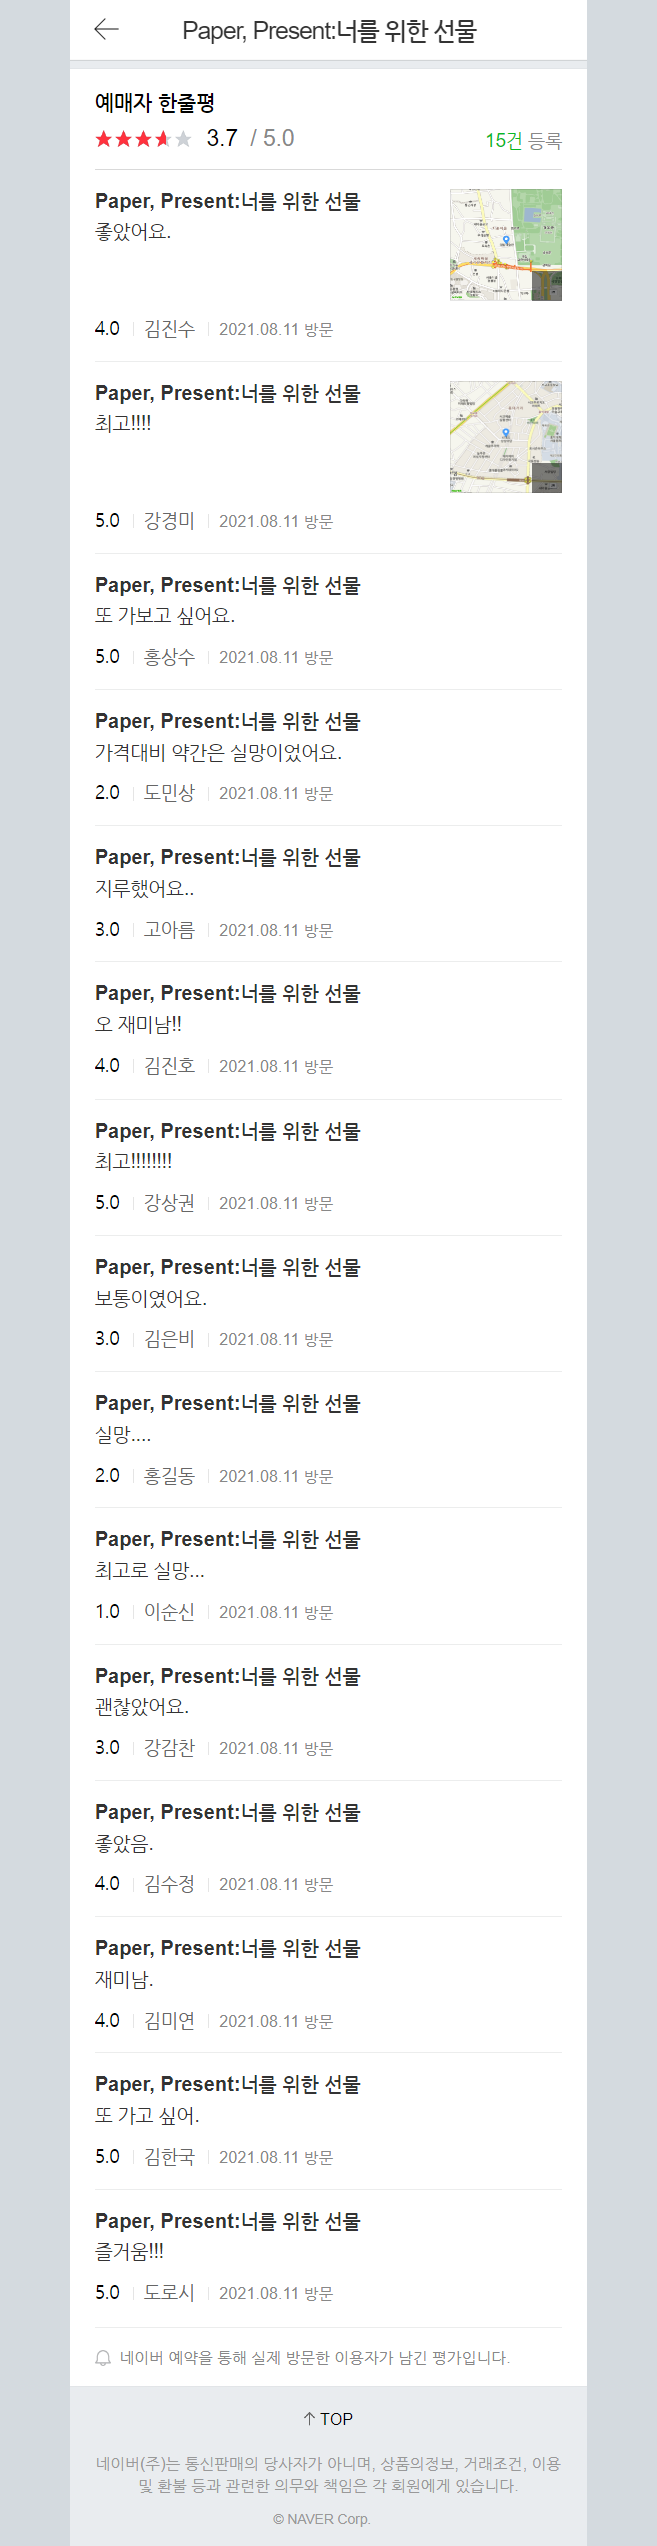 Paper, Present:너를 위한 선물
예매자 한줄평
3.7 / 5.0
15건 등록
Paper, Present:너를 위한 선물
좋았어요.
4.0 김진수 2021.08.11 방문
Paper, Present:너를 위한 선물
최고!!!!
5.0 강경미 2021.08.11 방문
Paper, Present:너를 위한 선물
또 가보고 싶어요.
5.0 홍상수 2021.08.11 방문
Paper, Present:너를 위한 선물
가격대비 약간은 실망이었어요.
2.0 도민상 2021.08.11 방문
Paper, Present:너를 위한 선물
지루했어요..
3.0 고아름 2021.08.11 방문
Paper, Present:너를 위한 선물
오 재미남!!
4.0 김진호 2021.08.11 방문
Paper, Present:너를 위한 선물
최고!!!!!!!!
5.0 강상권 2021.08.11 방문
Paper, Present:너를 위한 선물
보통이였어요.
3.0 김은비 2021.08.11 방문
Paper, Present:너를 위한 선물
실망....
2.0 홍길동 2021.08.11 방문
Paper, Present:너를 위한 선물
최고로 실망...
1.0 이순신 2021.08.11 방문
Paper, Present:너를 위한 선물
괜찮았어요.
3.0 강감찬 2021.08.11 방문
Paper, Present:너를 위한 선물
좋았음.
4.0 김수정 2021.08.11 방문
Paper, Present:너를 위한 선물
재미남.
4.0 김미연 2021.08.11 방문
Paper, Present:너를 위한 선물
또 가고 싶어.
5.0 김한국 2021.08.11 방문
Paper, Present:너를 위한 선물
즐거움!!!
5.0 도로시 2021.08.11 방문
네이버 예약을 통해 실제 방문한 이용자가 남긴 평가입니다.
TOP
네이버(주)는 통신판매의 당사자가 아니며, 상품의정보, 거래조건, 이용
및 환불 등과 관련한 의무와 책임은 각 회원에게 있습니다.
© NAVER Corp.